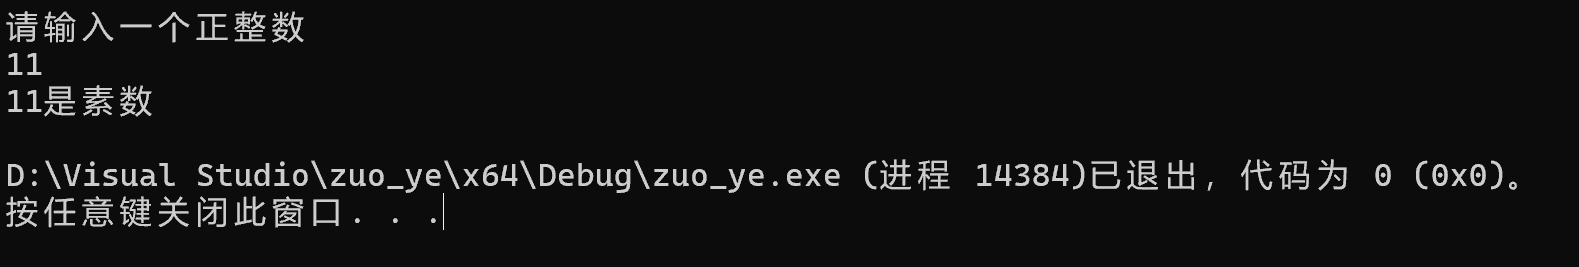 请输入一个正整数
11
11是素数
D:\Visual Studio\zuo_ye\x64\Debug\zuo_ye.exe (进程 14384)已退出，代码为 0 (0x0)。
按任意键关闭此窗口. . .